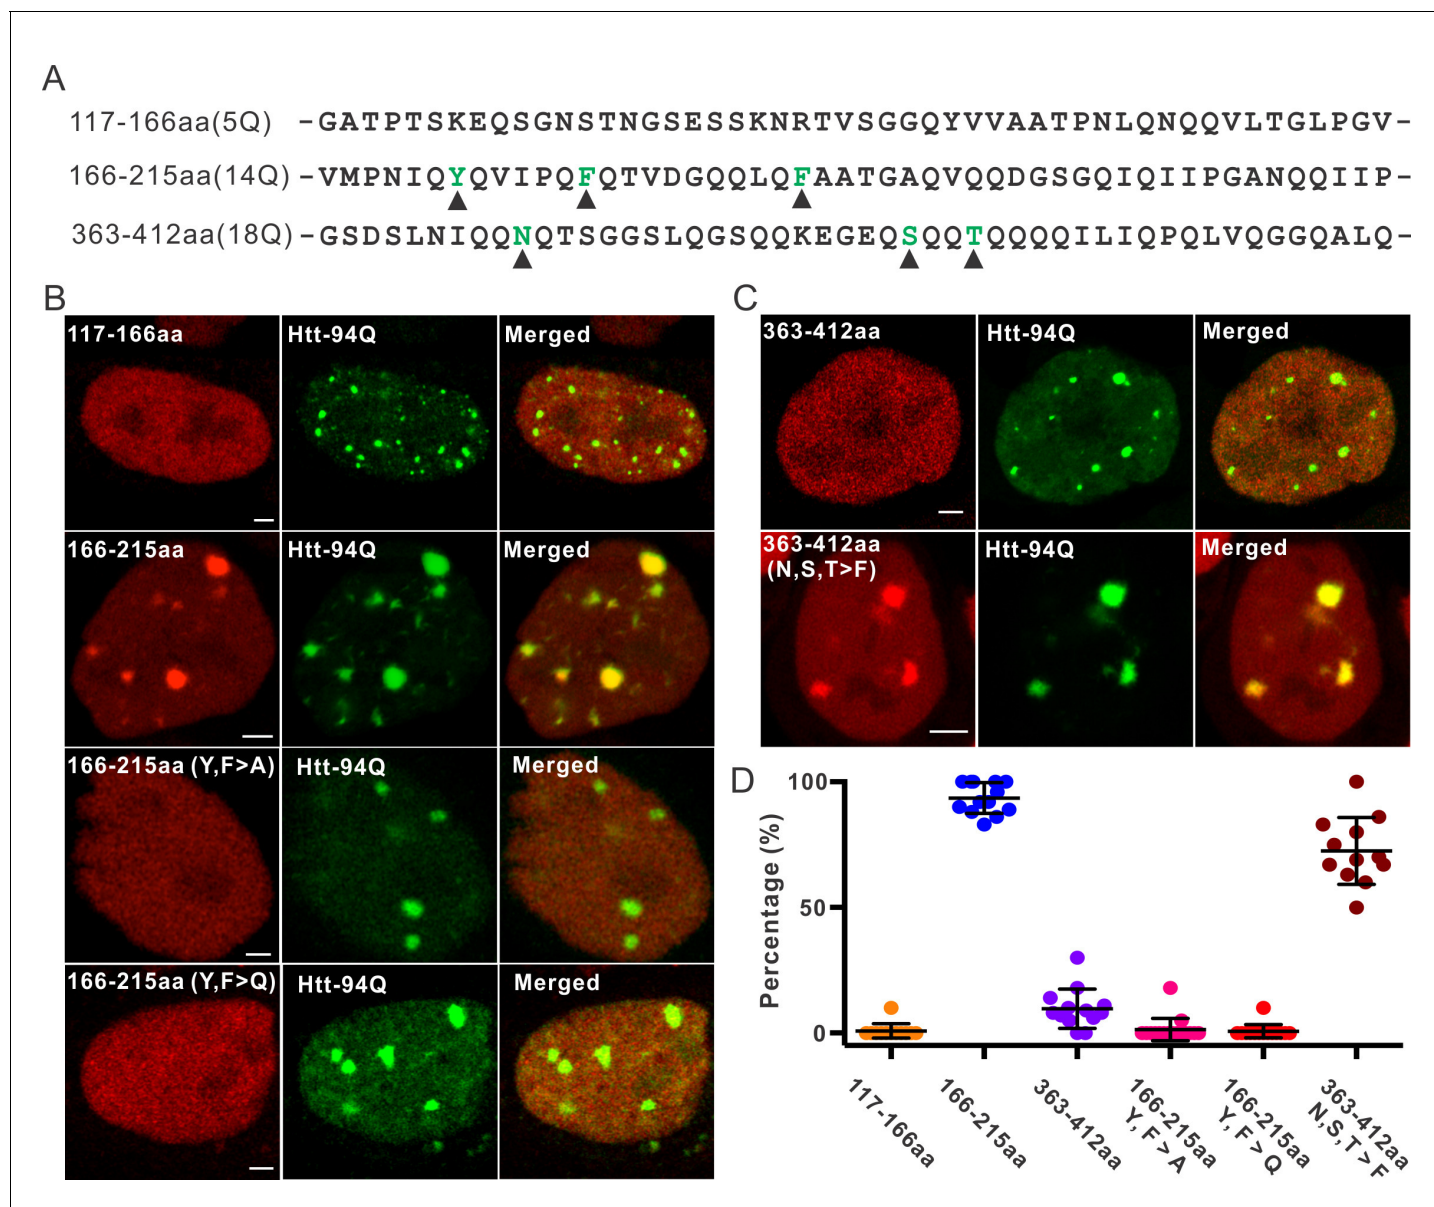 A
117-166aa(5Q) -GATPTSKEQSGNSTNGSESSKNRTVSGGQYVVAATPNLQNQQVLTGLPGV-
166-215aa(14Q) -VMPNIQYQVIPQFQTVDGQQLQFAATGAQVQQDGSGQIQIIPGANQQIIP-
363-412aa(18Q) -GSDSLNIQQNQTSGGSLQGSQQKEGEQSQQTQQQQILIQPQLVQGGQALQ-
B
117-166aa Htt-94Q Merged
166-215aa Htt-94Q Merged
166-215aa (Y,F>A) Htt-94Q Merged
166-215aa (Y,F>Q) Htt-94Q Merged
C
363-412aa Htt-94Q Merged
363-412aa Htt-94Q Merged
(N,S,T>F)
D
Percentage (%)
100
50
0
117-166aa
166-215aa
363-412aa
166-215aa
Y, F > A
166-215aa
Y, F > Q
363-412aa
N, S, T > F